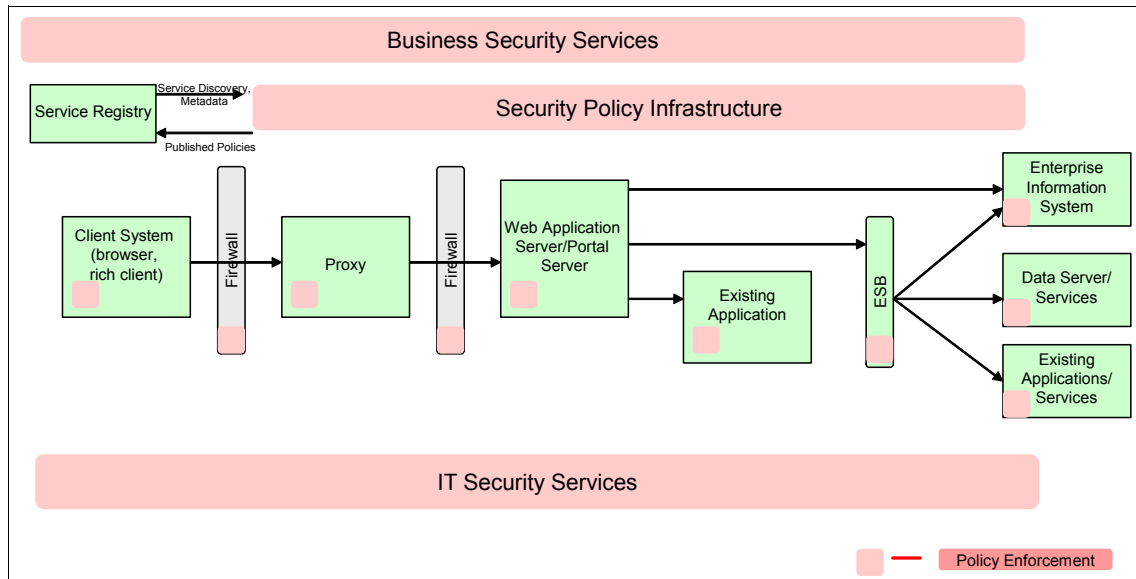 Business Security Services
Service Registry
Service Discovery,
Metadata
Published Policies
Security Policy Infrastructure
Client System
(browser,
rich client)
Firewall
Proxy
Firewall
Web Application
Server/Portal
Server
Existing
Application
ESB
Enterprise
Information
System
Data Server/
Services
Existing
Applications/
Services
IT Security Services
Policy Enforcement